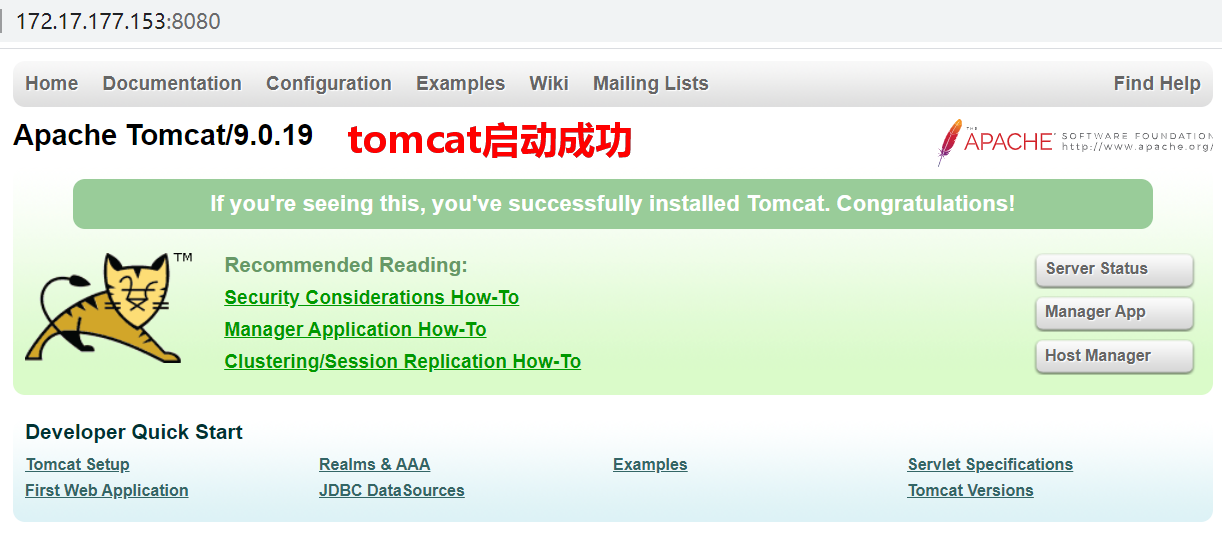 172.17.177.153:8080
Home Documentation Configuration Examples Wiki Mailing Lists Find Help
Apache Tomcat/9.0.19 tomcat启动成功
THE APACHE SOFTWARE FOUNDATION
http://www.apache.org/
If you're seeing this, you've successfully installed Tomcat. Congratulations!
TM
Recommended Reading:
Security Considerations How-To
Manager Application How-To
Clustering/Session Replication How-To
Server Status
Manager App
Host Manager
Developer Quick Start
Tomcat Setup
First Web Application
Realms & AAA
JDBC DataSources
Examples
Servlet Specifications
Tomcat Versions